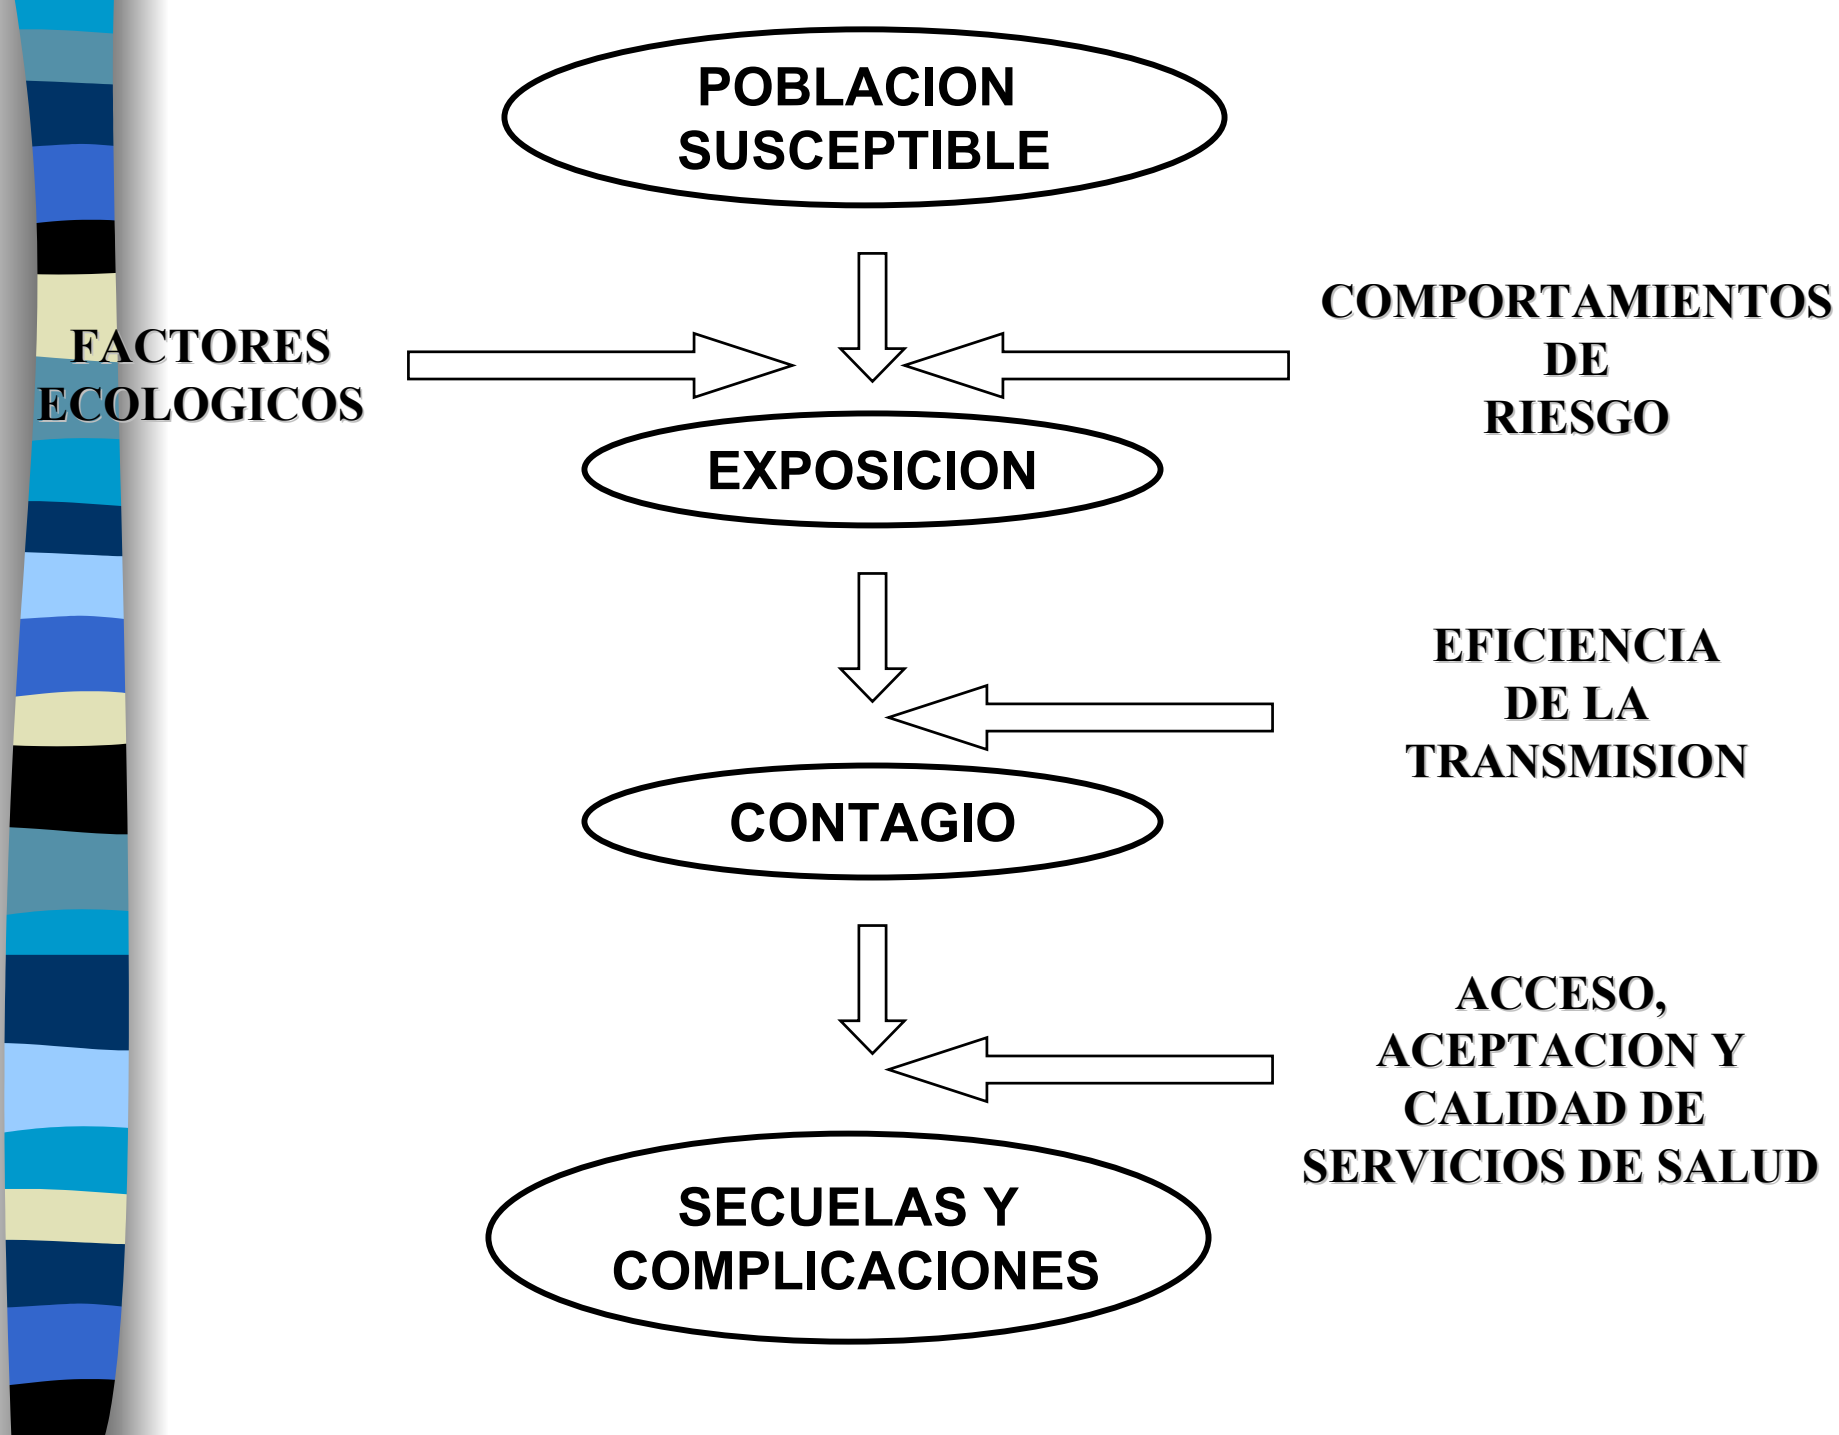 POBLACION
SUSCEPTIBLE
FACTORES
ECOLOGICOS
COMPORTAMIENTOS
DE
RIESGO
EXPOSICION
EFICIENCIA
DE LA
TRANSMISION
CONTAGIO
ACCESO,
ACEPTACION Y
CALIDAD DE
SERVICIOS DE SALUD
SECUELAS Y
COMPLICACIONES